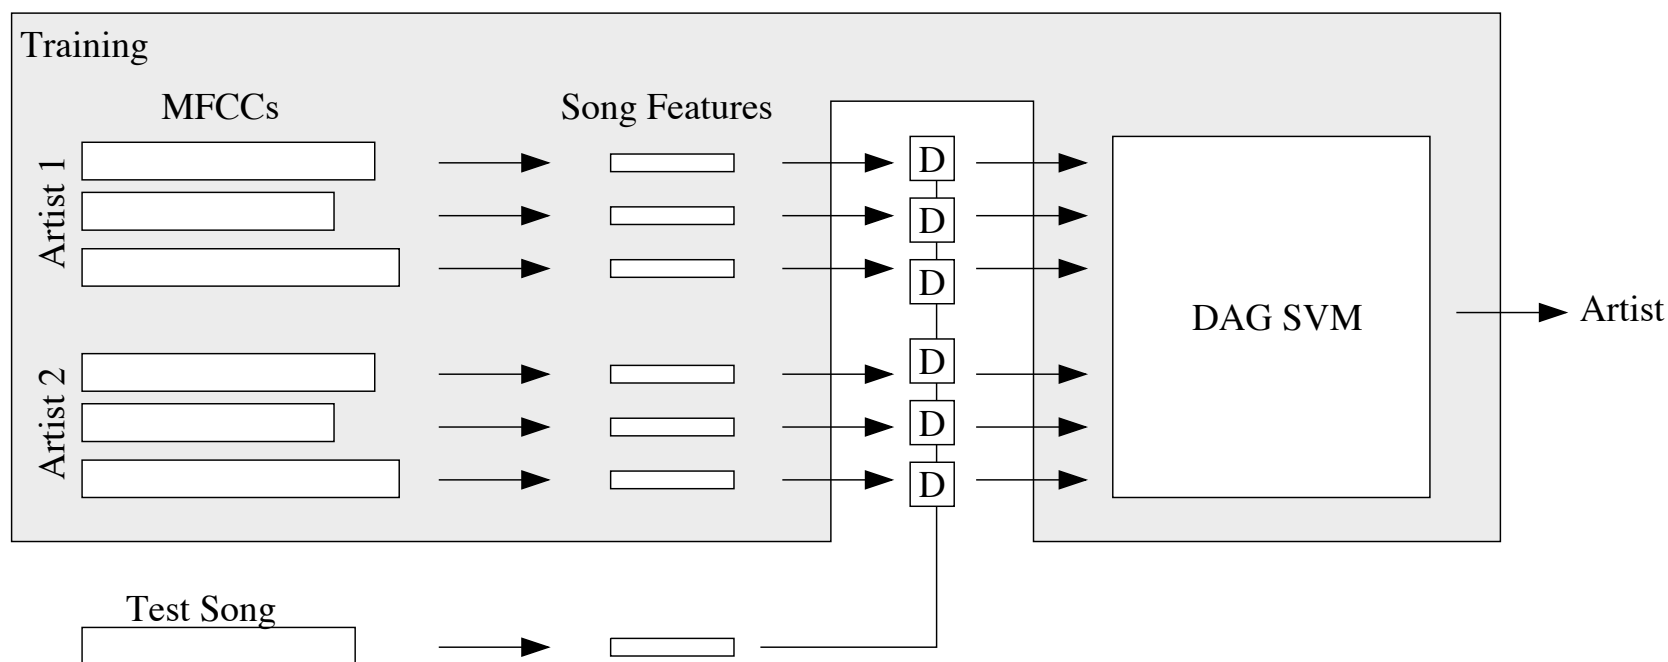 Training
MFCCs
Song Features
Artist 1
D
D
D
Artist 2
D
D
D
DAG SVM
Artist
Test Song